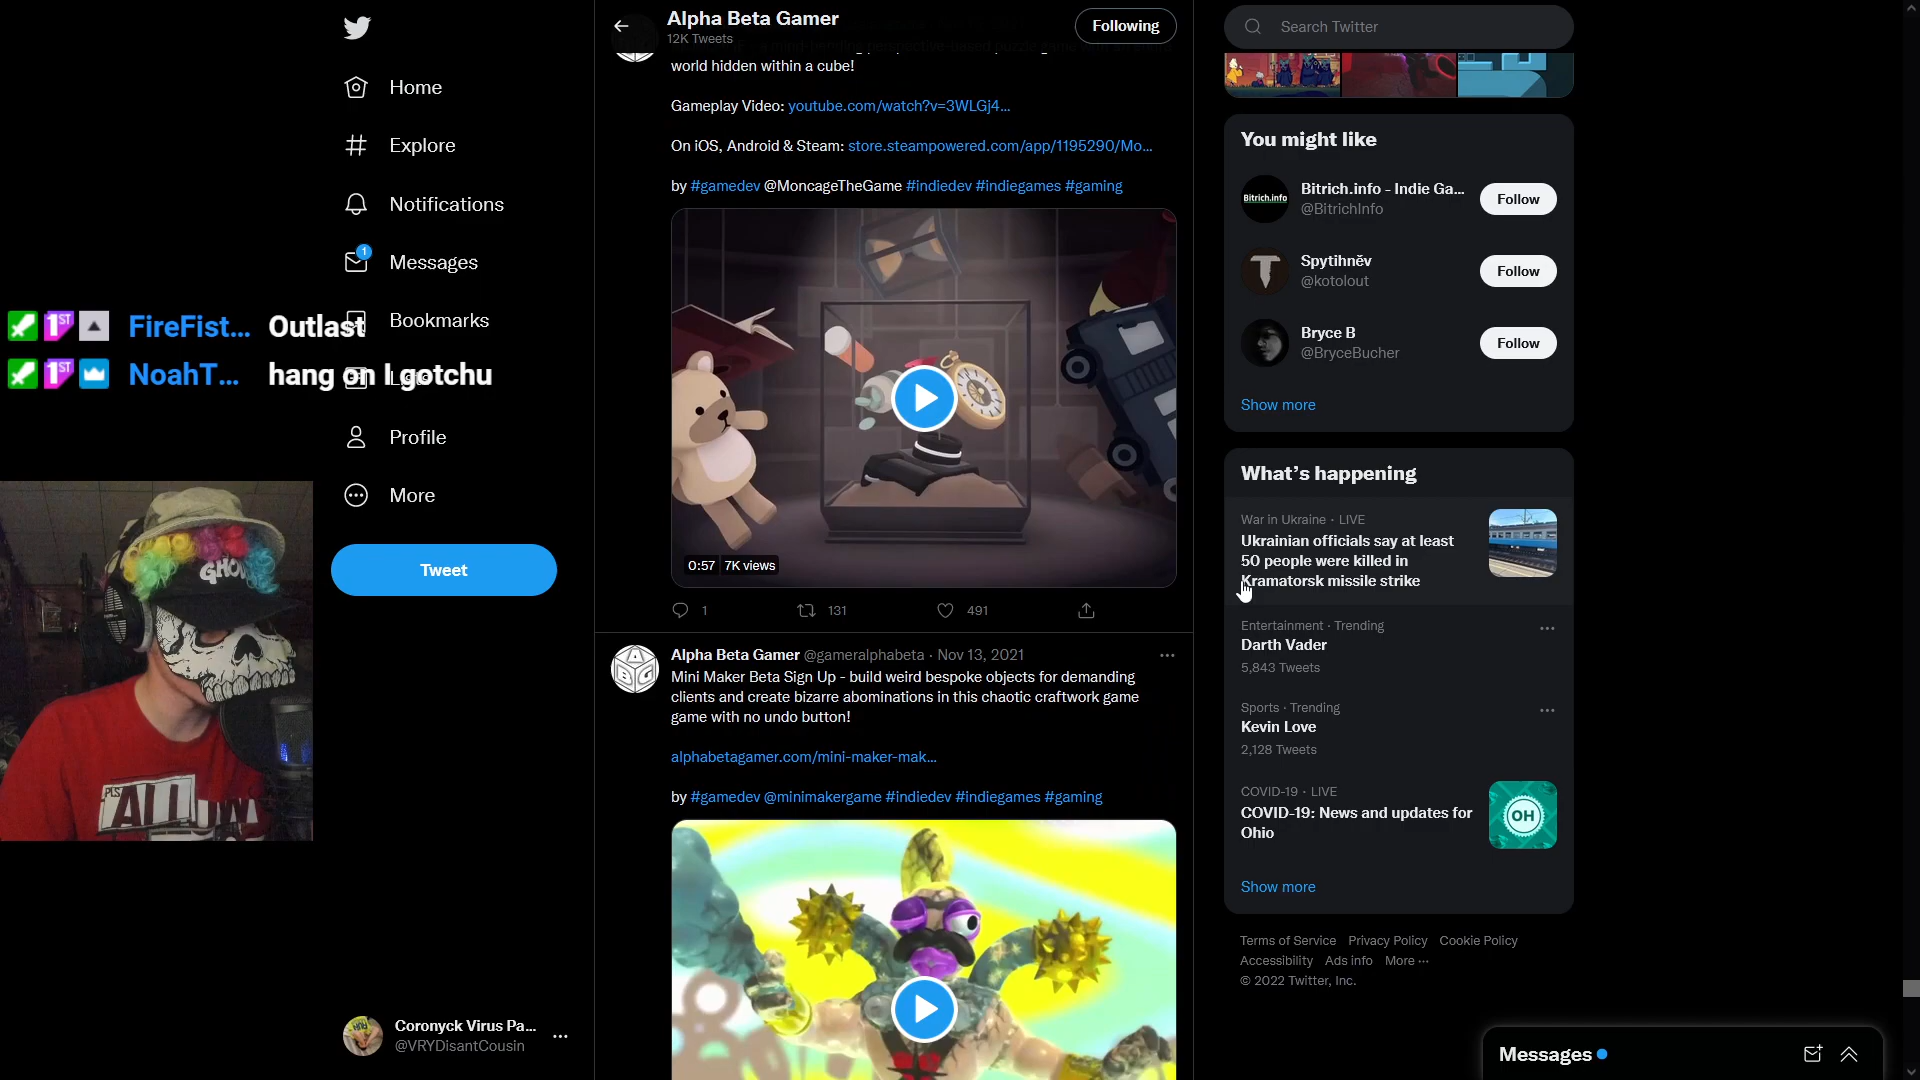 Alpha Beta Gamer
12K Tweets
Following
Search Twitter
Home
Explore
Notifications
1
Messages
Bookmarks
Lists
Profile
More
Tweet
FireFist... Outlast
NoahT... hang on I gotchu
world hidden within a cube!
Gameplay Video: youtube.com/watch?v=3WLGj4...
On iOS, Android & Steam: store.steampowered.com/app/1195290/Mo...
by #gamedev @MoncageTheGame #indiedev #indiegames #gaming
0:57 7K views
1 131 491
Alpha Beta Gamer @gameralphabeta · Nov 13, 2021
Mini Maker Beta Sign Up - build weird bespoke objects for demanding
clients and create bizarre abominations in this chaotic craftwork game
game with no undo button!
alphabetagamer.com/mini-maker-mak...
by #gamedev @minimakergame #indiedev #indiegames #gaming
You might like
Bitrich.info
Bitrich.info - Indie Ga...
@BitrichInfo
Follow
Spytihněv
@kotolout
Follow
Bryce B
@BryceBucher
Follow
Show more
What's happening
War in Ukraine · LIVE
Ukrainian officials say at least
50 people were killed in
Kramatorsk missile strike
Entertainment · Trending
Darth Vader
5,843 Tweets
Sports · Trending
Kevin Love
2,128 Tweets
COVID-19 · LIVE
COVID-19: News and updates for
Ohio
OH
Show more
Terms of Service Privacy Policy Cookie Policy
Accessibility Ads info More ...
© 2022 Twitter, Inc.
Coronyck Virus Pa...
@VRYDisantCousin
Messages